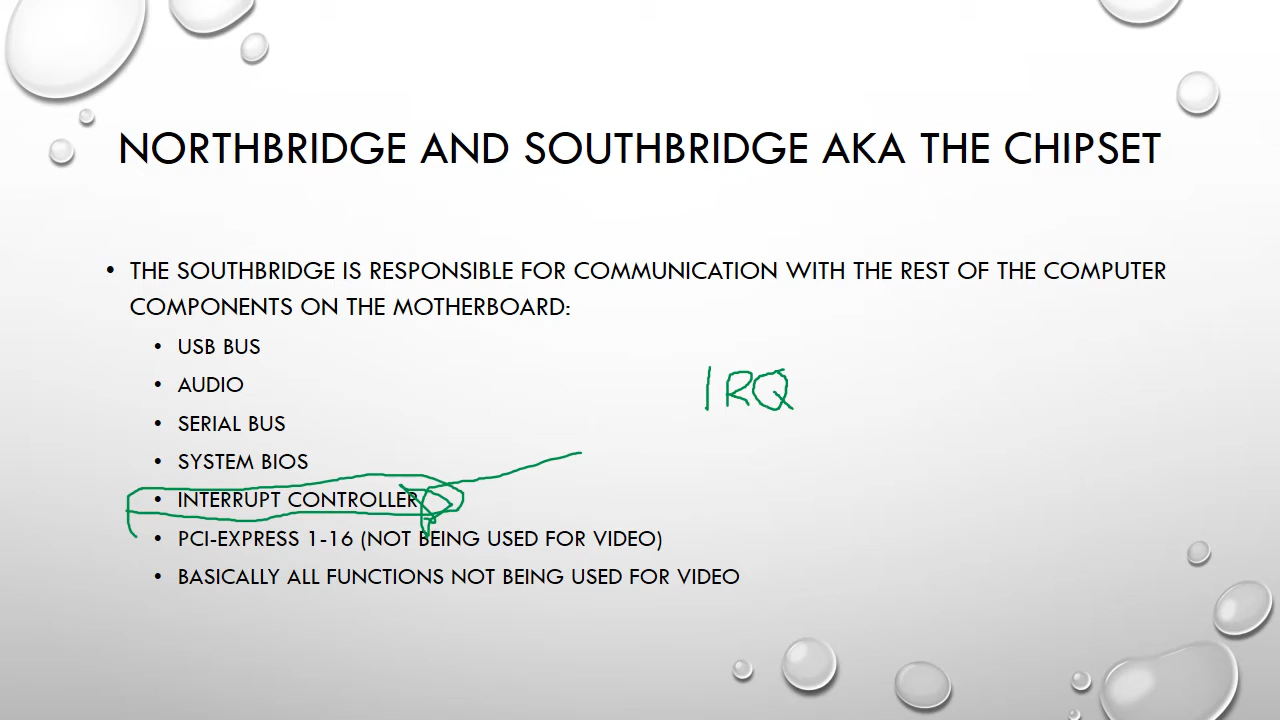 NORTHBRIDGE AND SOUTHBRIDGE AKA THE CHIPSET
• THE SOUTHBRIDGE IS RESPONSIBLE FOR COMMUNICATION WITH THE REST OF THE COMPUTER
COMPONENTS ON THE MOTHERBOARD:
• USB BUS
• AUDIO
IRQ
• SERIAL BUS
• SYSTEM BIOS
• INTERRUPT CONTROLLER
• PCI-EXPRESS 1-16 (NOT BEING USED FOR VIDEO)
• BASICALLY ALL FUNCTIONS NOT BEING USED FOR VIDEO